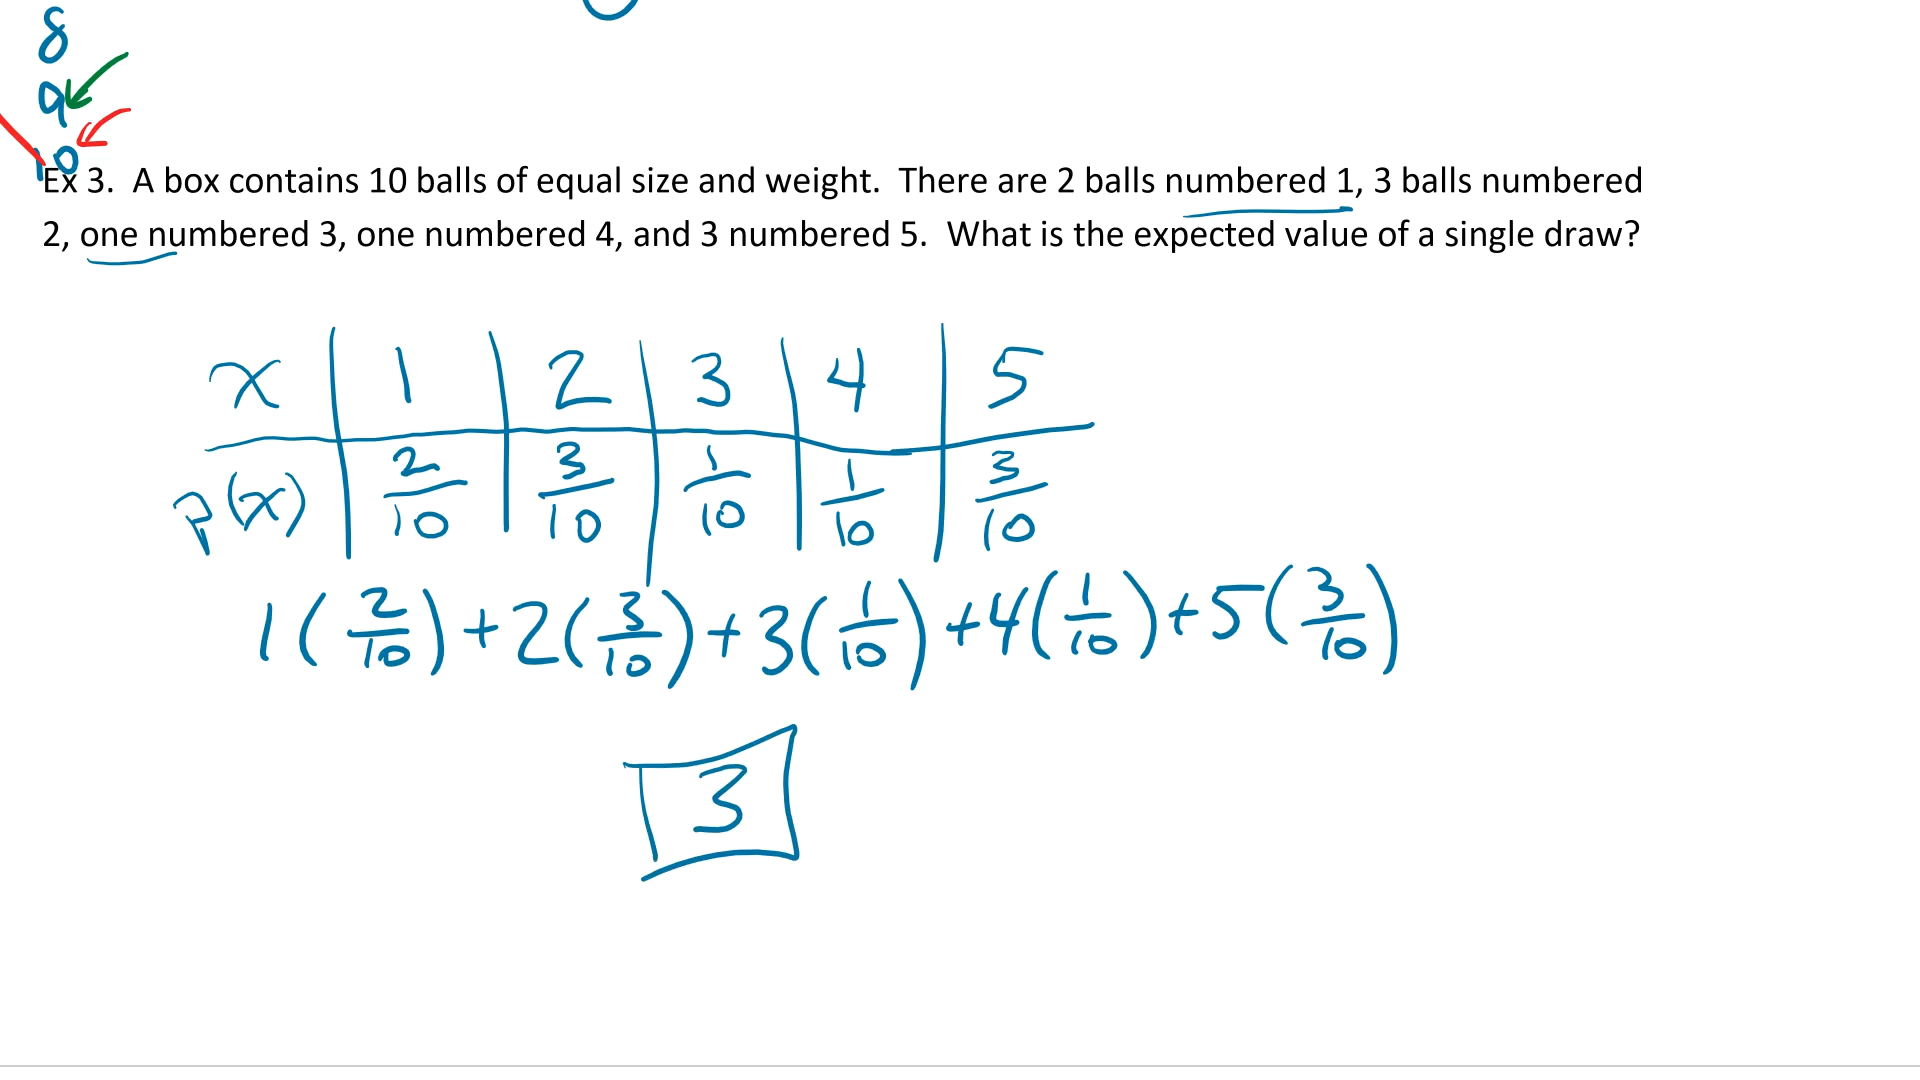 8
9
10
Ex 3. A box contains 10 balls of equal size and weight. There are 2 balls numbered 1, 3 balls numbered
2, one numbered 3, one numbered 4, and 3 numbered 5. What is the expected value of a single draw?
x | 1 | 2 | 3 | 4 | 5
P(x) | 2/10 | 3/10 | 1/10 | 1/10 | 3/10
1(2/10)+2(3/10)+3(1/10)+4(1/10)+5(3/10)
3